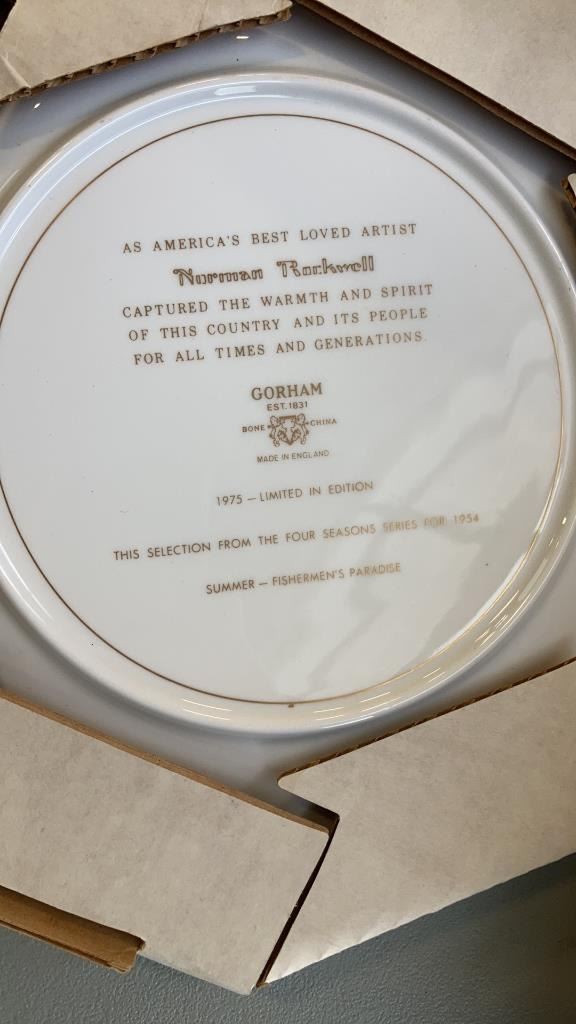 AS AMERICA'S BEST LOVED ARTIST
Norman Rockwell
CAPTURED THE WARMTH AND SPIRIT
OF THIS COUNTRY AND ITS PEOPLE
FOR ALL TIMES AND GENERATIONS.
GORHAM
EST. 1831
BONE CHINA
MADE IN ENGLAND
1975 — LIMITED IN EDITION
THIS SELECTION FROM THE FOUR SEASONS SERIES FOR 1954
SUMMER — FISHERMEN'S PARADISE